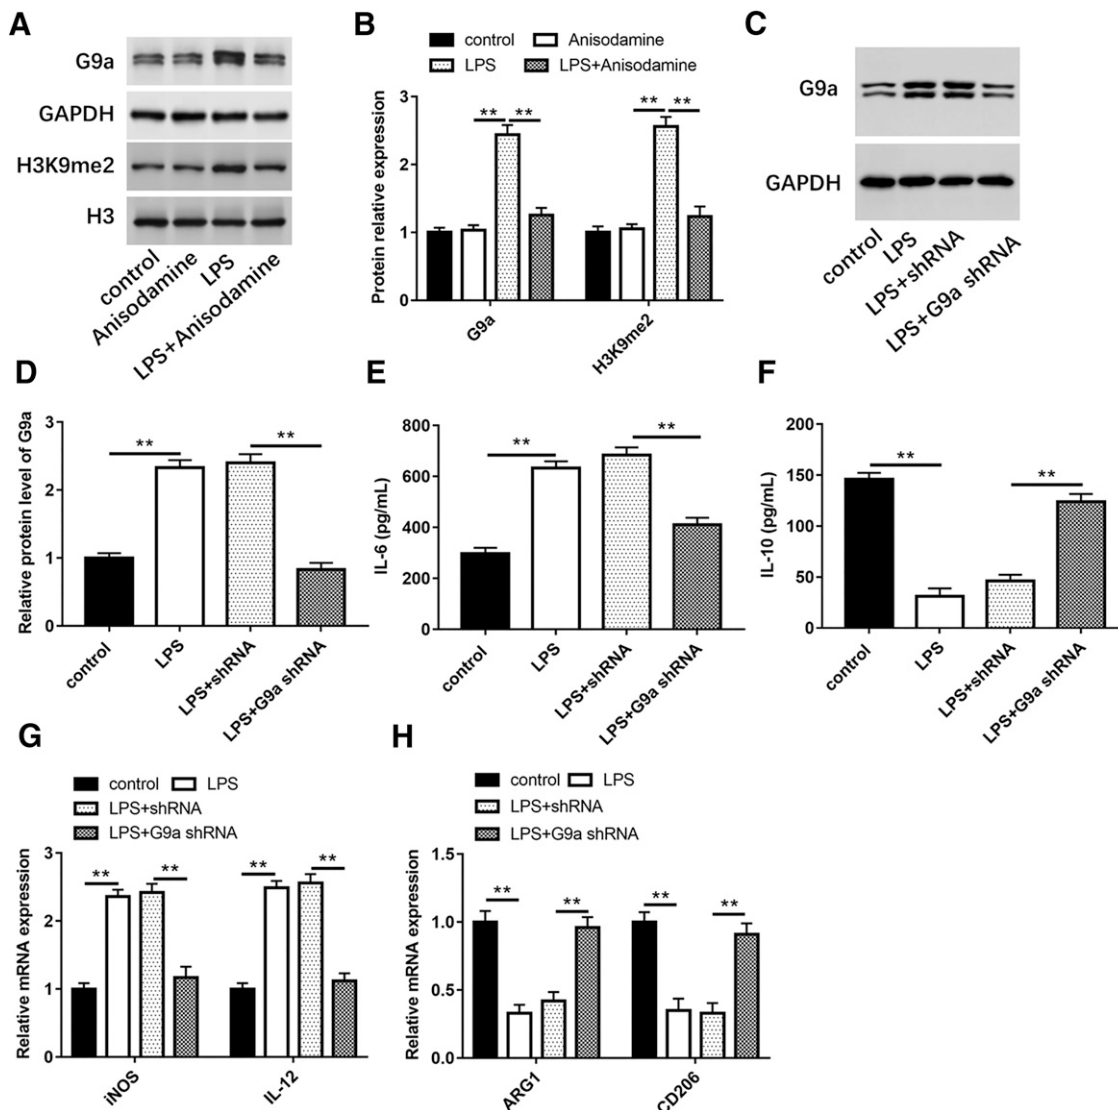 A
G9a
GAPDH
H3K9me2
H3
control
Anisodamine
LPS
LPS+Anisodamine
B
control Anisodamine
LPS LPS+Anisodamine
Protein relative expression
3
2
1
0
** ** ** **
G9a
H3K9me2
C
G9a
GAPDH
control
LPS
LPS+shRNA
LPS+G9a shRNA
D
Relative protein level of G9a
3
2
1
0
** **
control
LPS
LPS+shRNA
LPS+G9a shRNA
E
IL-6 (pg/mL)
800
600
400
200
0
** **
control
LPS
LPS+shRNA
LPS+G9a shRNA
F
IL-10 (pg/mL)
200
150
100
50
0
** **
control
LPS
LPS+shRNA
LPS+G9a shRNA
G
control LPS
LPS+shRNA
LPS+G9a shRNA
Relative mRNA expression
3
2
1
0
** ** ** **
iNOS
IL-12
H
control LPS
LPS+shRNA
LPS+G9a shRNA
Relative mRNA expression
1.5
1.0
0.5
0.0
** ** ** **
ARG1
CD206